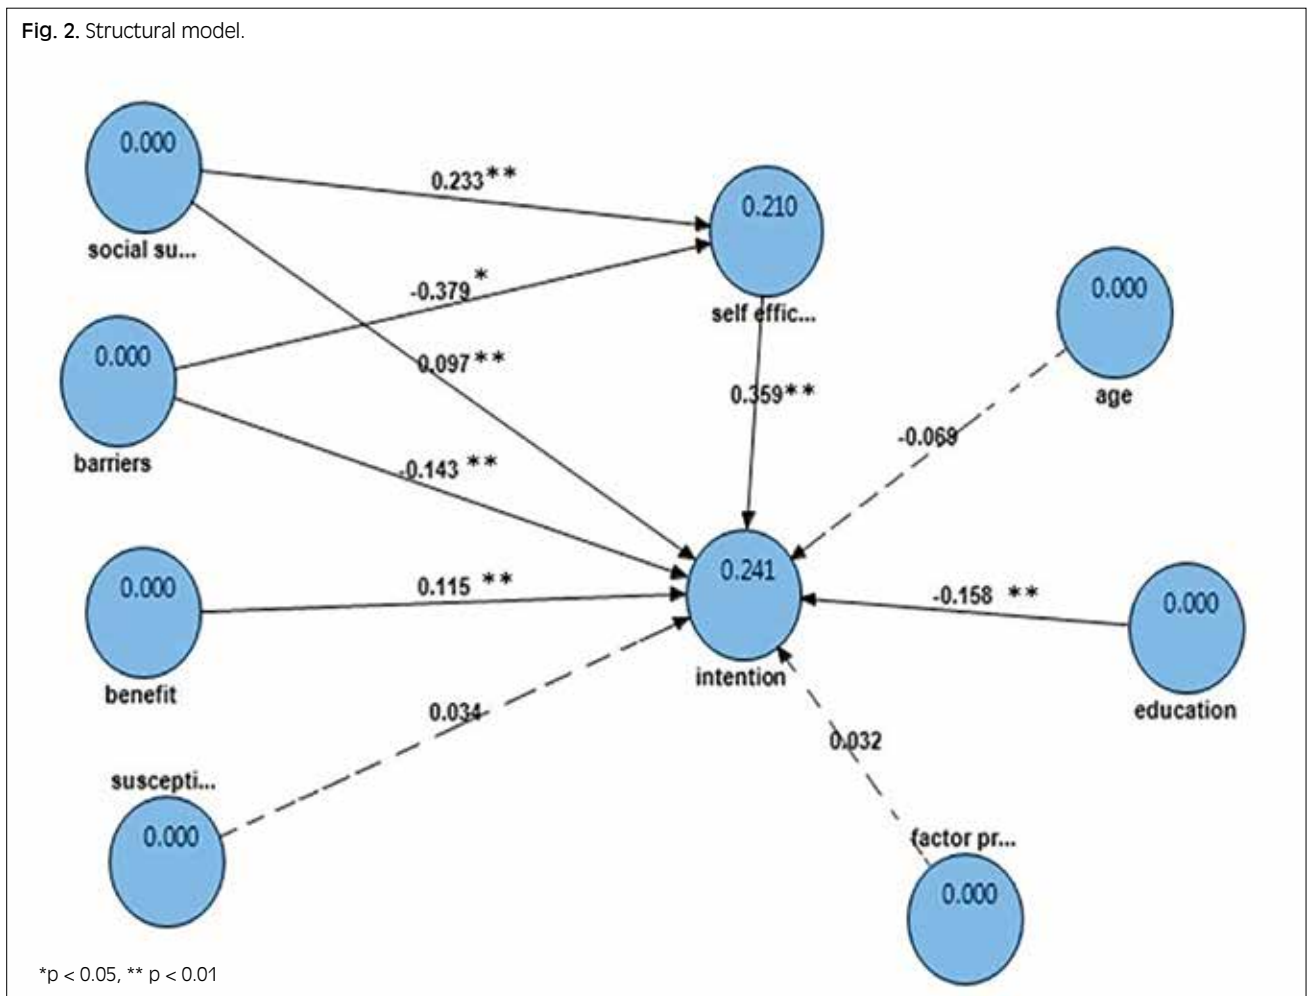 Fig. 2. Structural model.
0.000
social su...
0.233**
0.210
self effic...
-0.379*
0.000
barriers
0.097**
0.359**
0.000
age
-0.069
-0.143 **
0.000
benefit
0.115 **
0.241
intention
-0.158 **
0.000
education
0.034
suscepti...
0.000
0.032
factor pr...
0.000
*p < 0.05, ** p < 0.01